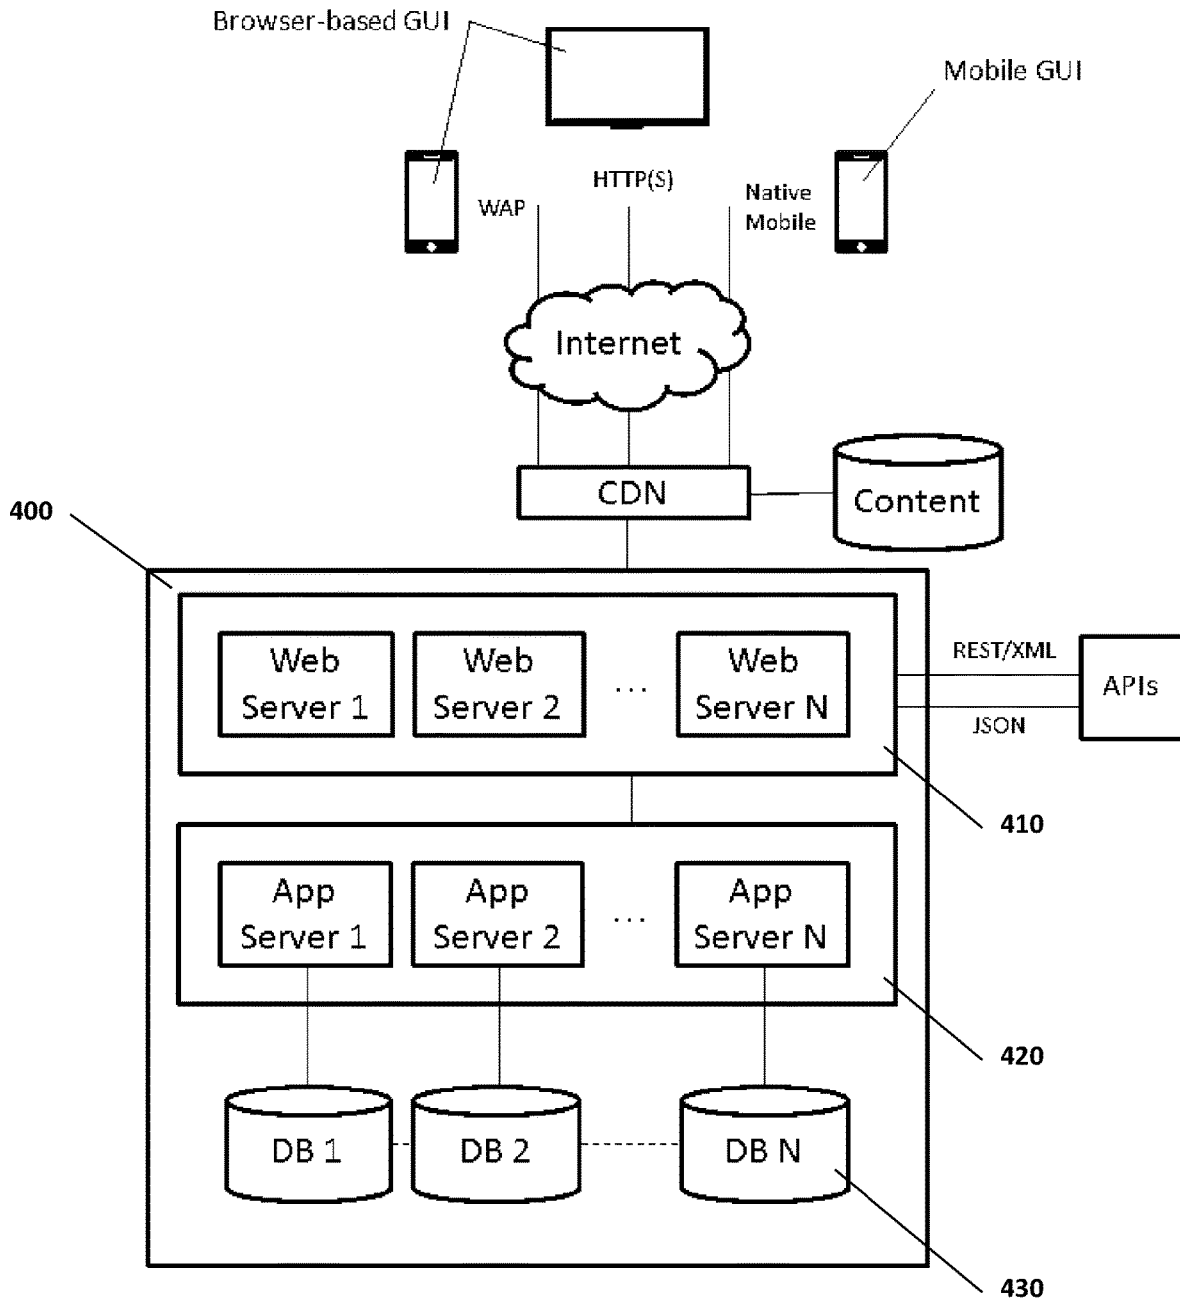 Browser-based GUI
Mobile GUI
HTTP(S)
WAP
Native
Mobile
Internet
CDN
Content
400
Web
Server 1
Web
Server 2
...
Web
Server N
REST/XML
JSON
APIs
410
App
Server 1
App
Server 2
...
App
Server N
420
DB 1
DB 2
DB N
430